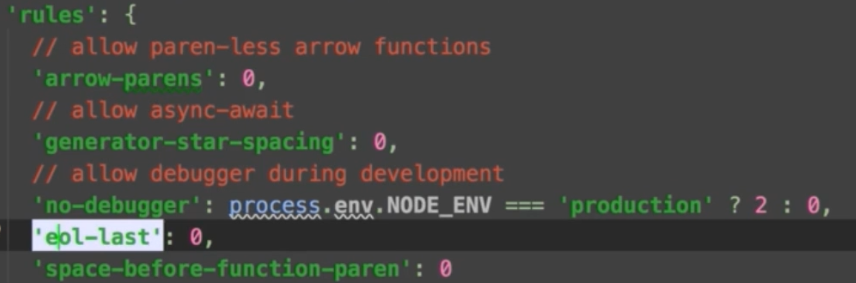 'rules': {
// allow paren-less arrow functions
'arrow-parens': 0,
// allow async-await
'generator-star-spacing': 0,
// allow debugger during development
'no-debugger': process.env.NODE_ENV === 'production' ? 2 : 0,
'eol-last': 0,
'space-before-function-paren': 0